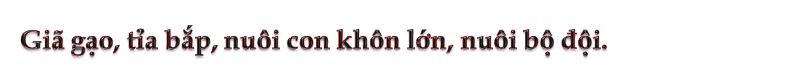 Giã gạo, tỉa bắp, nuôi con khôn lớn, nuôi bộ đội.